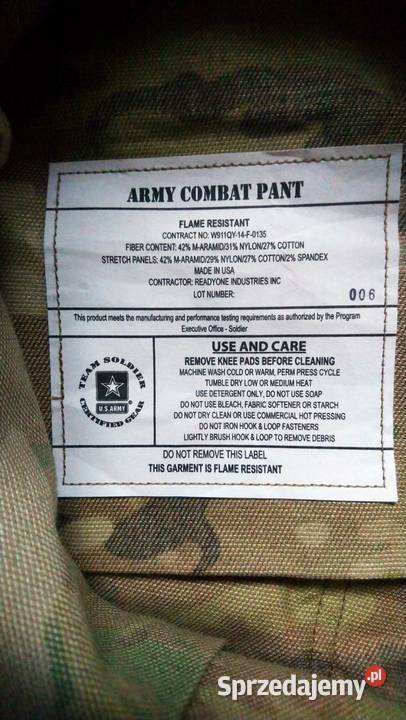 ARMY COMBAT PANT
FLAME RESISTANT
CONTRACT NO: W911QY-14-F-0135
FIBER CONTENT: 42% M-ARAMID/31% NYLON/27% COTTON
STRETCH PANELS: 42% M-ARAMID/29% NYLON/27% COTTON/2% SPANDEX
MADE IN USA
CONTRACTOR: READYONE INDUSTRIES INC
LOT NUMBER: 006
This product meets the manufacturing and performance testing requirements as authorized by the Program
Executive Office - Soldier
TEAM SOLDIER
U.S.ARMY
CERTIFIED GEAR
USE AND CARE
REMOVE KNEE PADS BEFORE CLEANING
MACHINE WASH COLD OR WARM, PERM PRESS CYCLE
TUMBLE DRY LOW OR MEDIUM HEAT
USE DETERGENT ONLY, DO NOT USE SOAP
DO NOT USE BLEACH, FABRIC SOFTENER OR STARCH
DO NOT DRY CLEAN OR USE COMMERCIAL HOT PRESSING
DO NOT IRON HOOK & LOOP FASTENERS
LIGHTLY BRUSH HOOK & LOOP TO REMOVE DEBRIS
DO NOT REMOVE THIS LABEL
THIS GARMENT IS FLAME RESISTANT
Sprzedajemy.pl